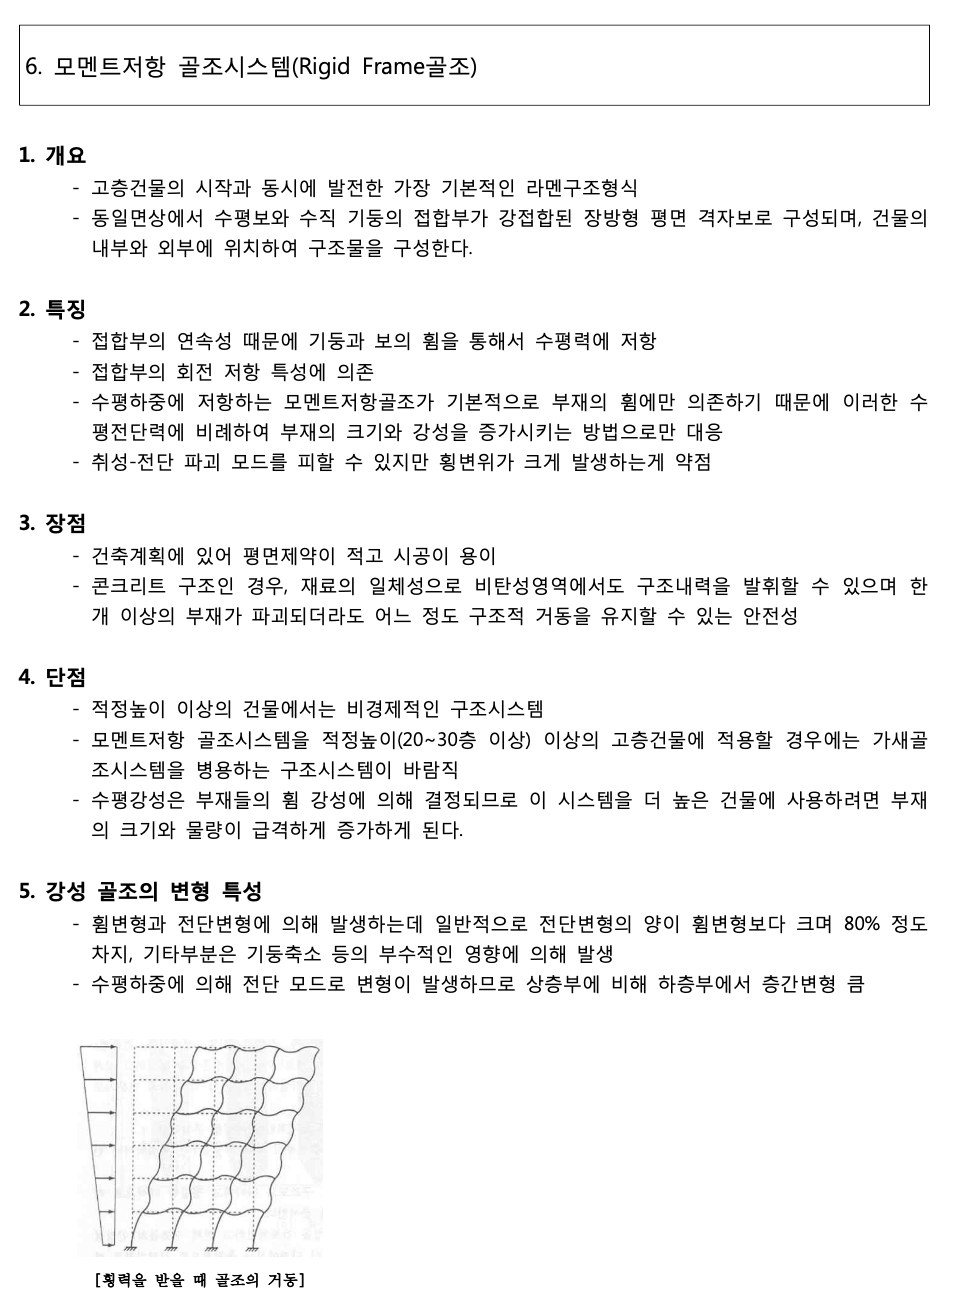 6. 모멘트저항 골조시스템(Rigid Frame골조)
1. 개요
- 고층건물의 시작과 동시에 발전한 가장 기본적인 라멘구조형식
- 동일면상에서 수평보와 수직 기둥의 접합부가 강접합된 장방형 평면 격자보로 구성되며, 건물의
내부와 외부에 위치하여 구조물을 구성한다.
2. 특징
- 접합부의 연속성 때문에 기둥과 보의 휨을 통해서 수평력에 저항
- 접합부의 회전 저항 특성에 의존
- 수평하중에 저항하는 모멘트저항골조가 기본적으로 부재의 휨에만 의존하기 때문에 이러한 수
평전단력에 비례하여 부재의 크기와 강성을 증가시키는 방법으로만 대응
- 취성-전단 파괴 모드를 피할 수 있지만 횡변위가 크게 발생하는게 약점
3. 장점
- 건축계획에 있어 평면제약이 적고 시공이 용이
- 콘크리트 구조인 경우, 재료의 일체성으로 비탄성영역에서도 구조내력을 발휘할 수 있으며 한
개 이상의 부재가 파괴되더라도 어느 정도 구조적 거동을 유지할 수 있는 안전성
4. 단점
- 적정높이 이상의 건물에서는 비경제적인 구조시스템
- 모멘트저항 골조시스템을 적정높이(20~30층 이상) 이상의 고층건물에 적용할 경우에는 가새골
조시스템을 병용하는 구조시스템이 바람직
- 수평강성은 부재들의 휨 강성에 의해 결정되므로 이 시스템을 더 높은 건물에 사용하려면 부재
의 크기와 물량이 급격하게 증가하게 된다.
5. 강성 골조의 변형 특성
- 휨변형과 전단변형에 의해 발생하는데 일반적으로 전단변형의 양이 휨변형보다 크며 80% 정도
차지, 기타부분은 기둥축소 등의 부수적인 영향에 의해 발생
- 수평하중에 의해 전단 모드로 변형이 발생하므로 상층부에 비해 하층부에서 층간변형 큼
[횡력을 받을 때 골조의 거동]